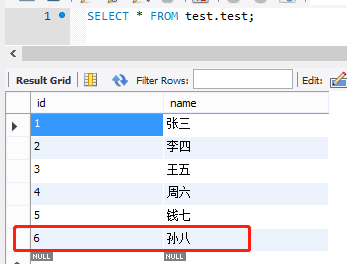 1 SELECT * FROM test.test;
Result Grid Filter Rows: Edit:
id name
1 张三
2 李四
3 王五
4 周六
5 钱七
6 孙八
NULL NULL